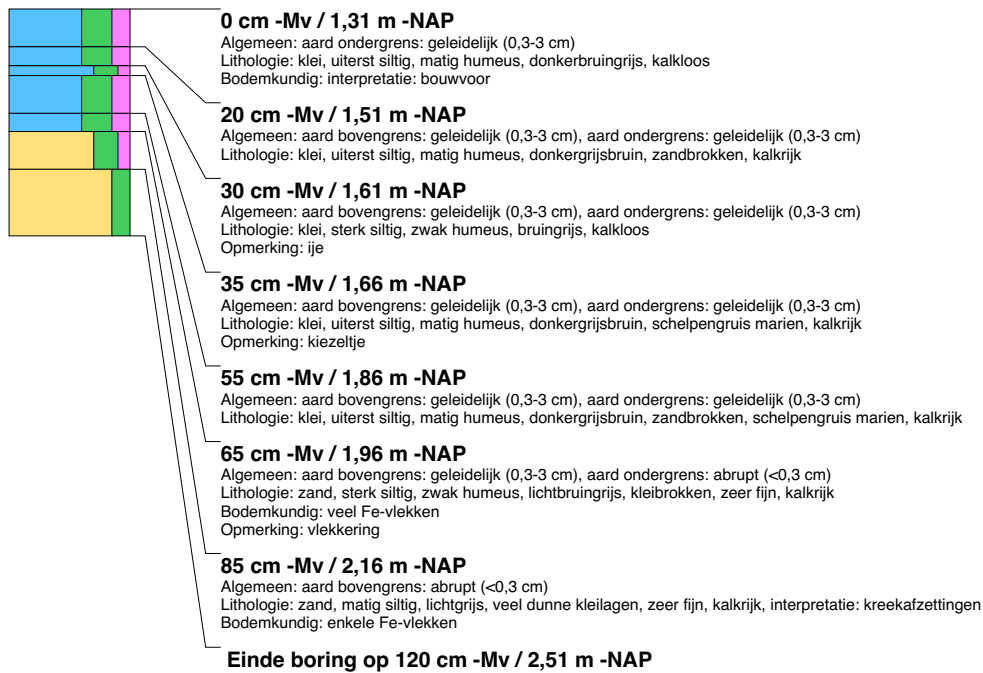 0 cm -Mv / 1,31 m -NAP
Algemeen: aard ondergrens: geleidelijk (0,3-3 cm)
Lithologie: klei, uiterst siltig, matig humeus, donkerbruingrijs, kalkloos
Bodemkundig: interpretatie: bouwvoor
20 cm -Mv / 1,51 m -NAP
Algemeen: aard bovengrens: geleidelijk (0,3-3 cm), aard ondergrens: geleidelijk (0,3-3 cm)
Lithologie: klei, uiterst siltig, matig humeus, donkergrijsbruin, zandbrokken, kalkrijk
30 cm -Mv / 1,61 m -NAP
Algemeen: aard bovengrens: geleidelijk (0,3-3 cm), aard ondergrens: geleidelijk (0,3-3 cm)
Lithologie: klei, sterk siltig, zwak humeus, bruingrijs, kalkloos
Opmerking: ije
35 cm -Mv / 1,66 m -NAP
Algemeen: aard bovengrens: geleidelijk (0,3-3 cm), aard ondergrens: geleidelijk (0,3-3 cm)
Lithologie: klei, uiterst siltig, matig humeus, donkergrijsbruin, schelpengruis marien, kalkrijk
Opmerking: kiezeltje
55 cm -Mv / 1,86 m -NAP
Algemeen: aard bovengrens: geleidelijk (0,3-3 cm), aard ondergrens: geleidelijk (0,3-3 cm)
Lithologie: klei, uiterst siltig, matig humeus, donkergrijsbruin, zandbrokken, schelpengruis marien, kalkrijk
65 cm -Mv / 1,96 m -NAP
Algemeen: aard bovengrens: geleidelijk (0,3-3 cm), aard ondergrens: abrupt (<0,3 cm)
Lithologie: zand, sterk siltig, zwak humeus, lichtbruingrijs, kleibrokken, zeer fijn, kalkrijk
Bodemkundig: veel Fe-vlekken
Opmerking: vlekkering
85 cm -Mv / 2,16 m -NAP
Algemeen: aard bovengrens: abrupt (<0,3 cm)
Lithologie: zand, matig siltig, lichtgrijs, veel dunne kleilagen, zeer fijn, kalkrijk, interpretatie: kreekafzettingen
Bodemkundig: enkele Fe-vlekken
Einde boring op 120 cm -Mv / 2,51 m -NAP